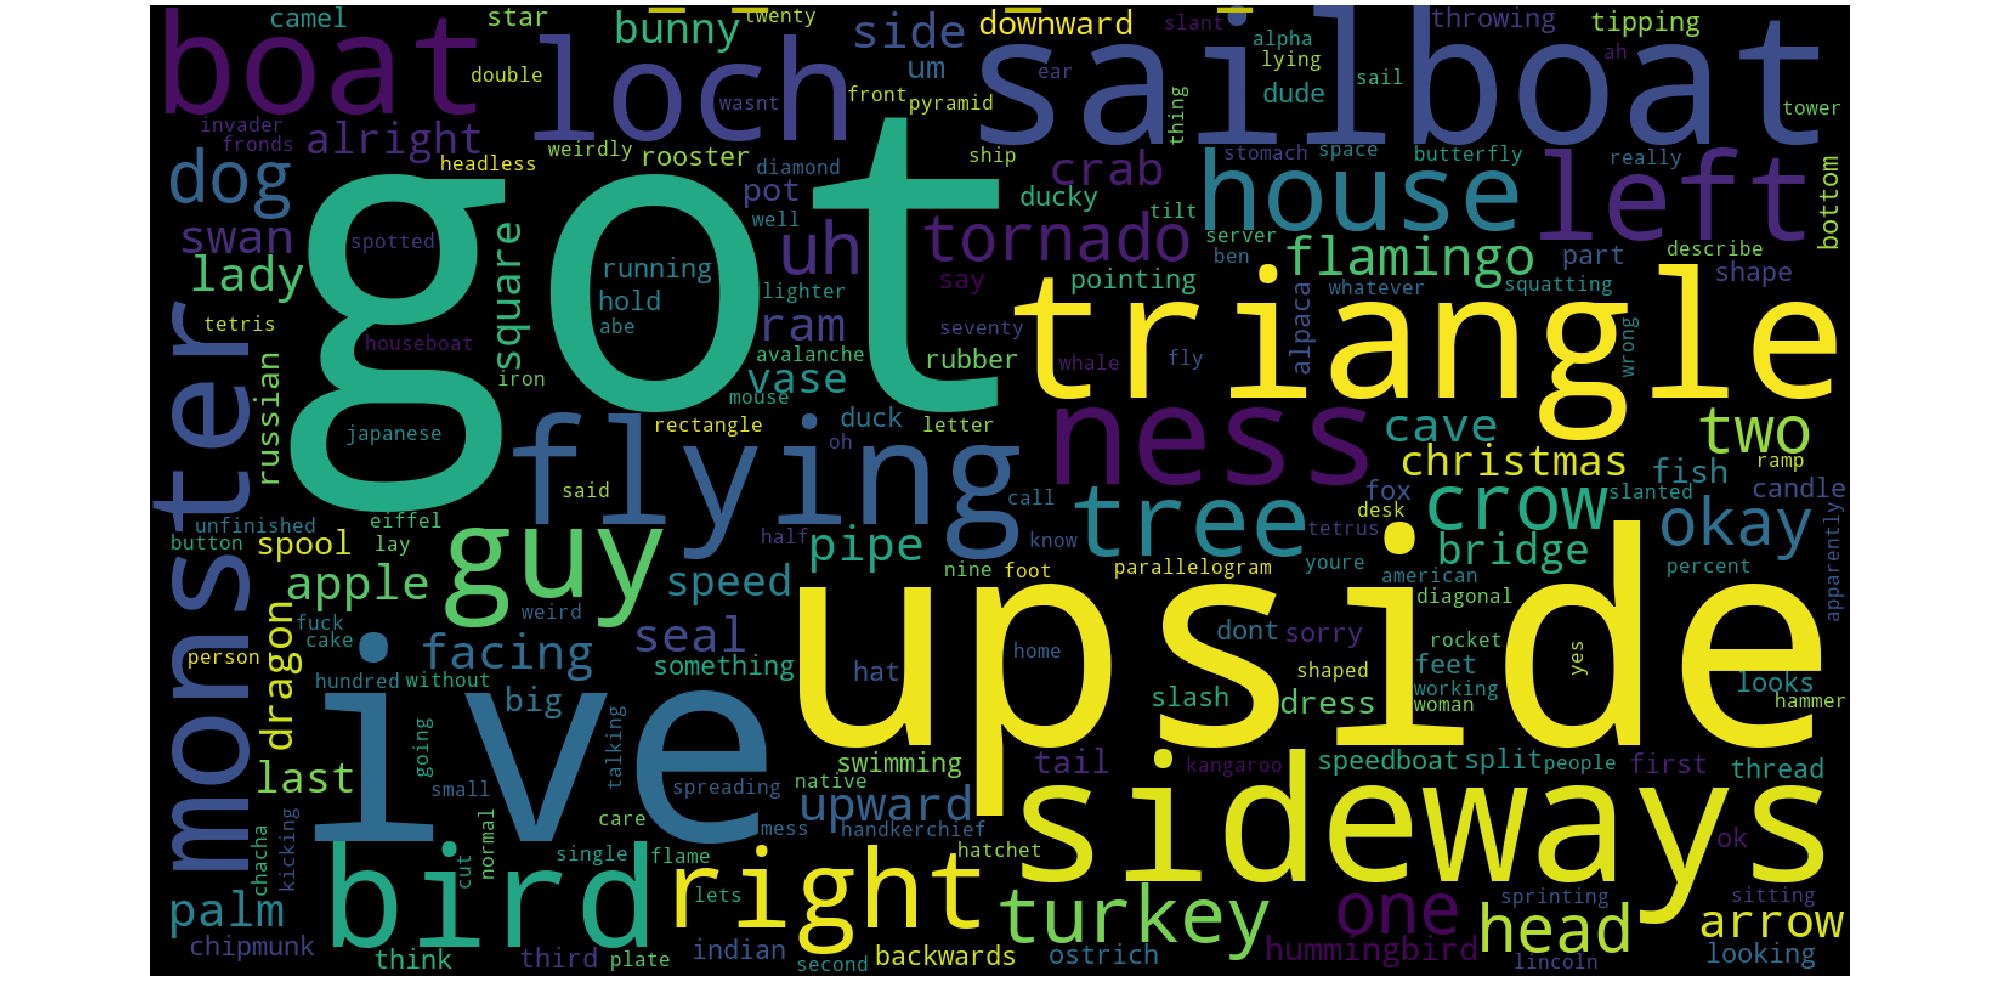 camel star bunny twenty side downward slant throwing tipping
boat loch sailboat
double um ear alpha lying sail ah
wasnt front pyramid thing dude tower
invader fronds alright headless weirdly rooster diamond ship crab stomach space butterfly really
dog pot ducky house left bottom
swan spotted got well uh tornado tilt server ben flamingo part describe
lady square running lighter say pointing whatever squatting shape
tetris hold abe ram seventy triangle alpaca wrong
monster russian houseboat iron avalanche rubber whale fly
vase mouse
japanese rectangle duck oh letter ness cave two
flying christmas ramp
said call tree fox crow fish slanted candle
unfinished eiffel desk tetrus okay apparently
button spool lay guy half pipe know bridge
apple speed nine foot parallelogram youre american percent
dragon fuck weird upside diagonal
cake facing seal dont sorry rocket
person something hat home shaped yes feet looks
hundred without ive big slash dress working woman hammer
going talking
last small spreading swimming native tail kangaroo speedboat split people first thread
upward sideways
chacha kicking normal care mess handkerchief
bird cut single flame right hatchet ok
palm lets turkey one sprinting head sitting arrow
chipmunk think third plate indian second backwards ostrich hummingbird lincoln looking